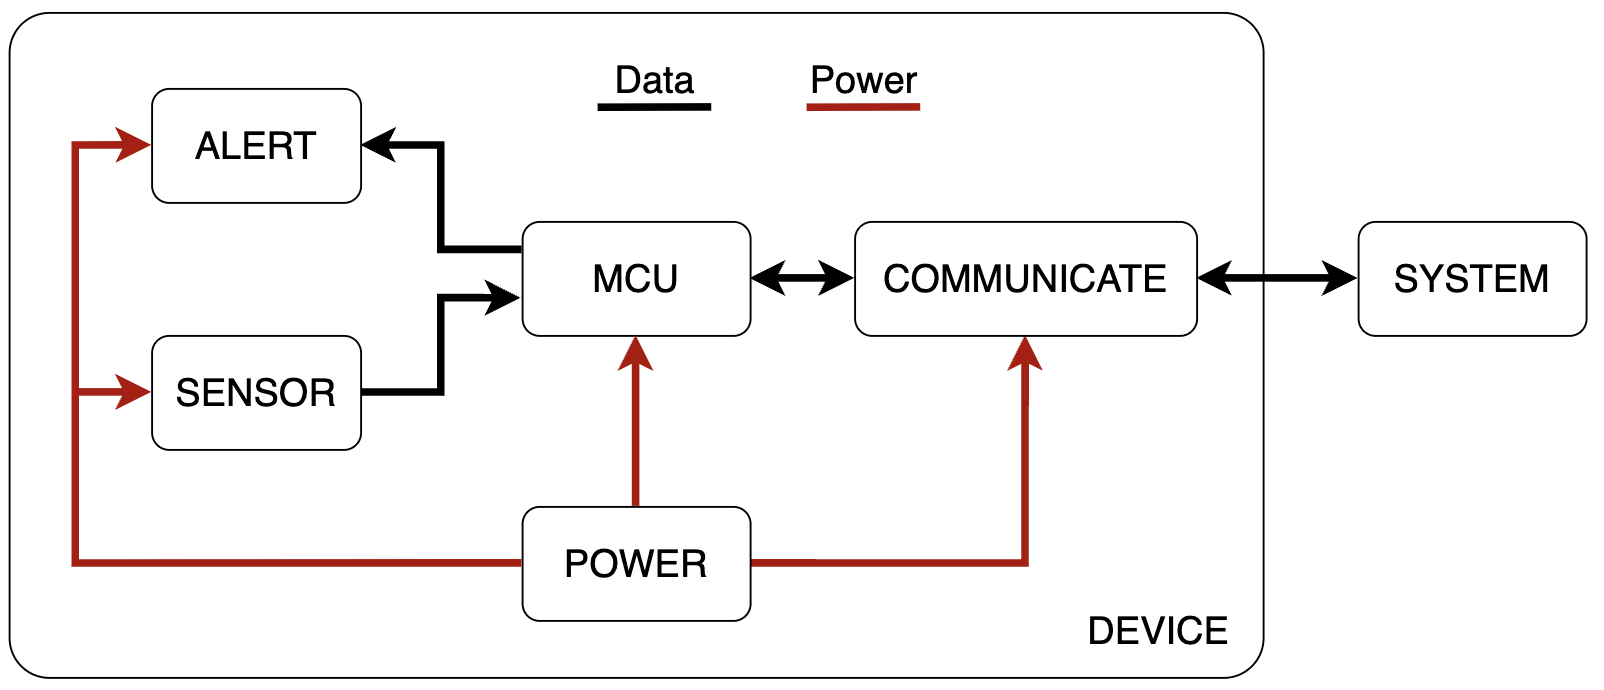 Data
Power
ALERT
MCU
COMMUNICATE
SYSTEM
SENSOR
POWER
DEVICE